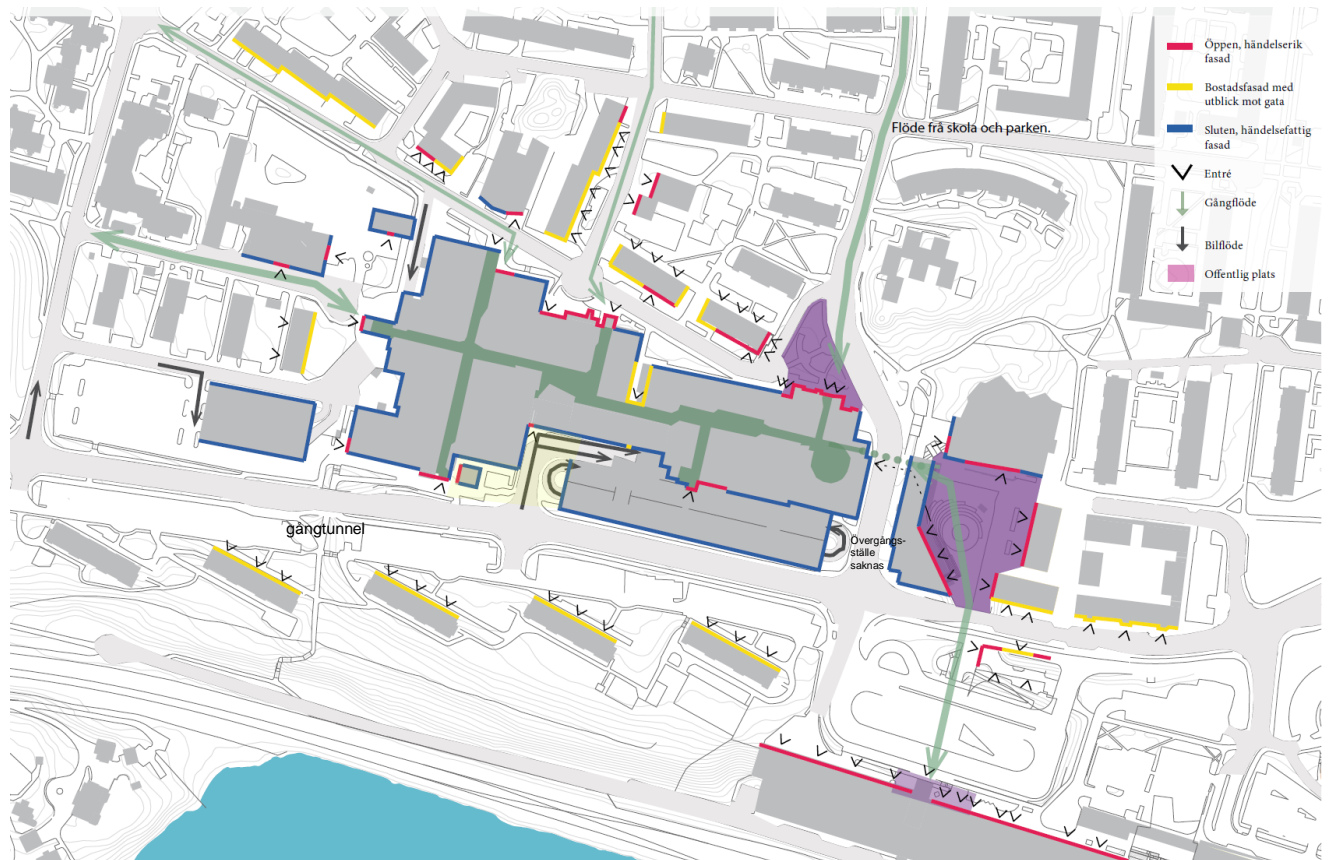 Öppen, händelserik
fasad
Bostadsfasad med
utblick mot gata
Sluten, händelsefattig
fasad
Entré
Gångflöde
Bilflöde
Offentlig plats
Flöde frå skola och parken.
gångtunnel
Övergångs-
ställe
saknas